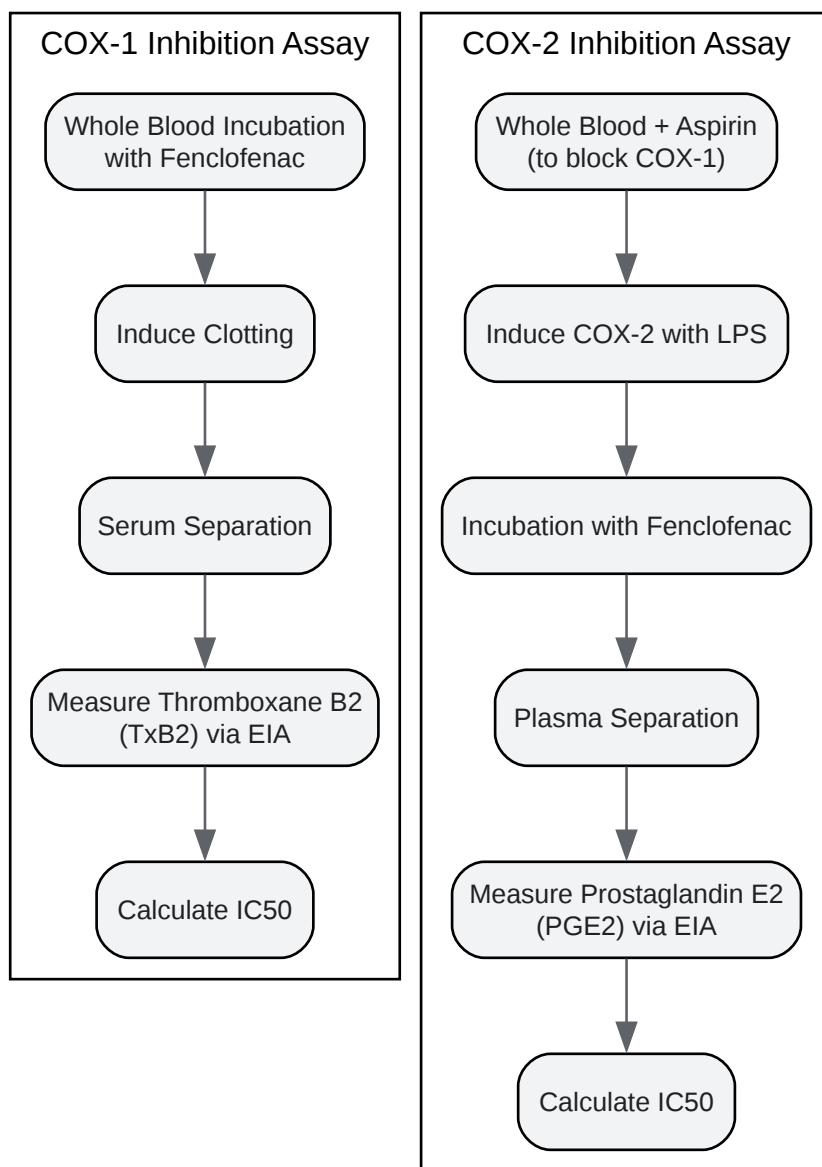 COX-1 Inhibition Assay
Whole Blood Incubation
with Fenclofenac
Induce Clotting
Serum Separation
Measure Thromboxane B2
(TxB2) via EIA
Calculate IC50
COX-2 Inhibition Assay
Whole Blood + Aspirin
(to block COX-1)
Induce COX-2 with LPS
Incubation with Fenclofenac
Plasma Separation
Measure Prostaglandin E2
(PGE2) via EIA
Calculate IC50